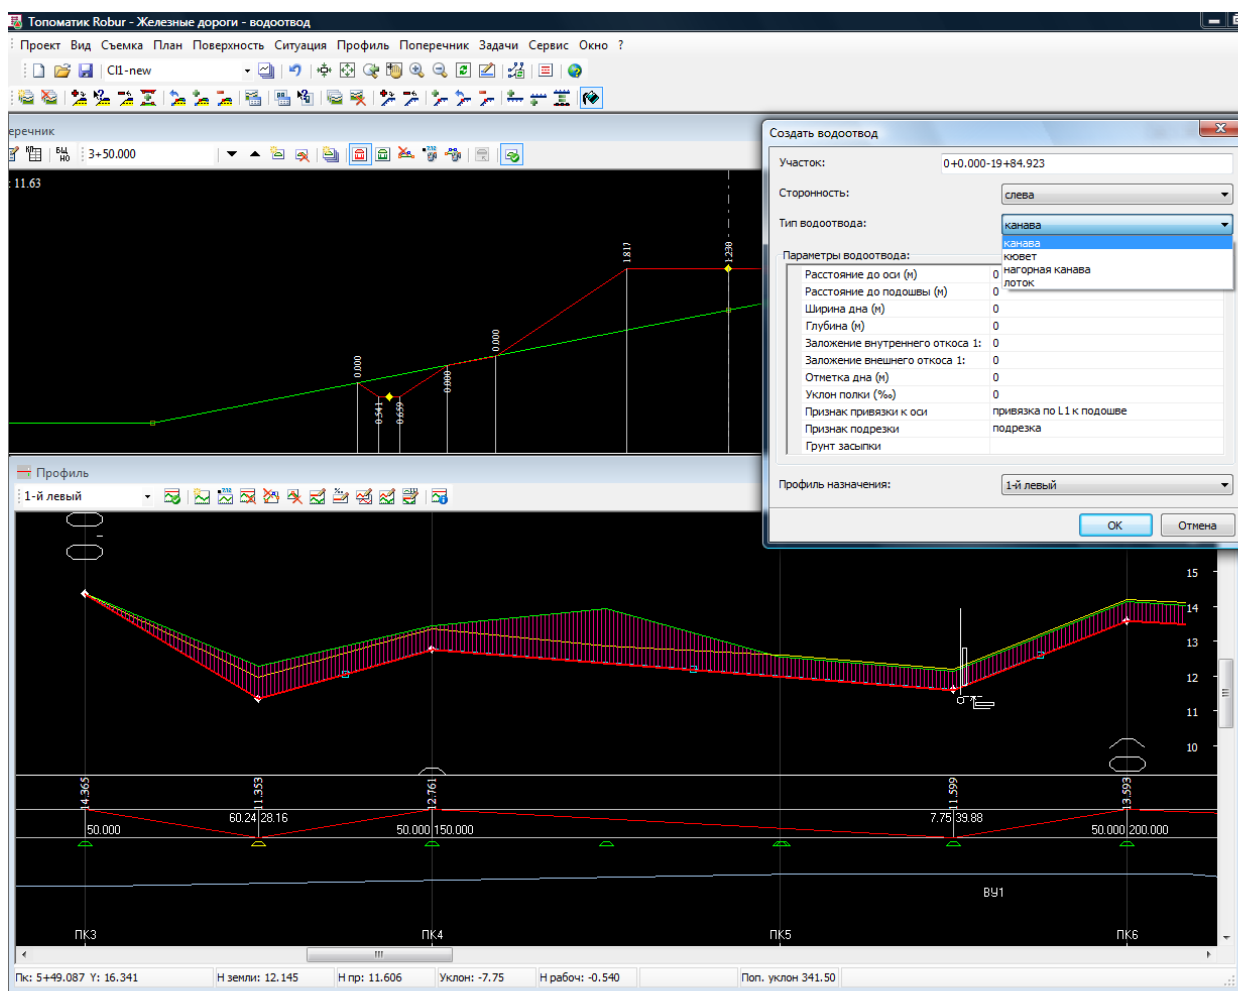 Топоматик Robur - Железные дороги - водоотвод
Проект Вид Съемка План Поверхность Ситуация Профиль Поперечник Задачи Сервис Окно ?
Cl1-new
еречник
3+50.000
: 11.63
1.817
1.230
0.000
0.000
0.541
0.659
0.000
Создать водоотвод
Участок: 0+0.000-19+84.923
Сторонность: слева
Тип водоотвода: канава
канава
кювет
нагорная канава
лоток
Параметры водоотвода:
Расстояние до оси (м) 0
Расстояние до подошвы (м) 0
Ширина дна (м) 0
Глубина (м) 0
Заложение внутреннего откоса 1: 0
Заложение внешнего откоса 1: 0
Отметка дна (м) 0
Уклон полки (‰) 0
Признак привязки к оси привязка по L1 к подошве
Признак подрезки подрезка
Грунт засыпки
Профиль назначения: 1-й левый
OK Отмена
Профиль
1-й левый
15
14
13
12
11
10
14.365 11.353 12.761 11.599 13.593
60.24 28.16 7.75 39.88
50.000 50.000 150.000 50.000 200.000
ВУ1
ПК3 ПК4 ПК5 ПК6
Пк: 5+49.087 Y: 16.341 Н земли: 12.145 Н пр: 11.606 Уклон: -7.75 Н рабоч: -0.540 Поп. уклон 341.50